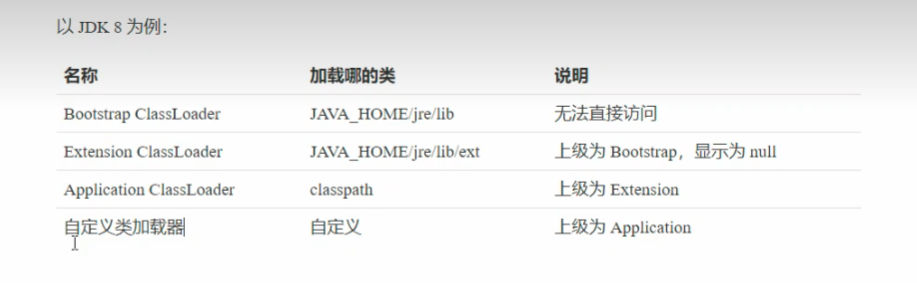 以 JDK 8 为例：
名称 加载哪的类 说明
Bootstrap ClassLoader JAVA_HOME/jre/lib 无法直接访问
Extension ClassLoader JAVA_HOME/jre/lib/ext 上级为 Bootstrap，显示为 null
Application ClassLoader classpath 上级为 Extension
自定义类加载器 自定义 上级为 Application